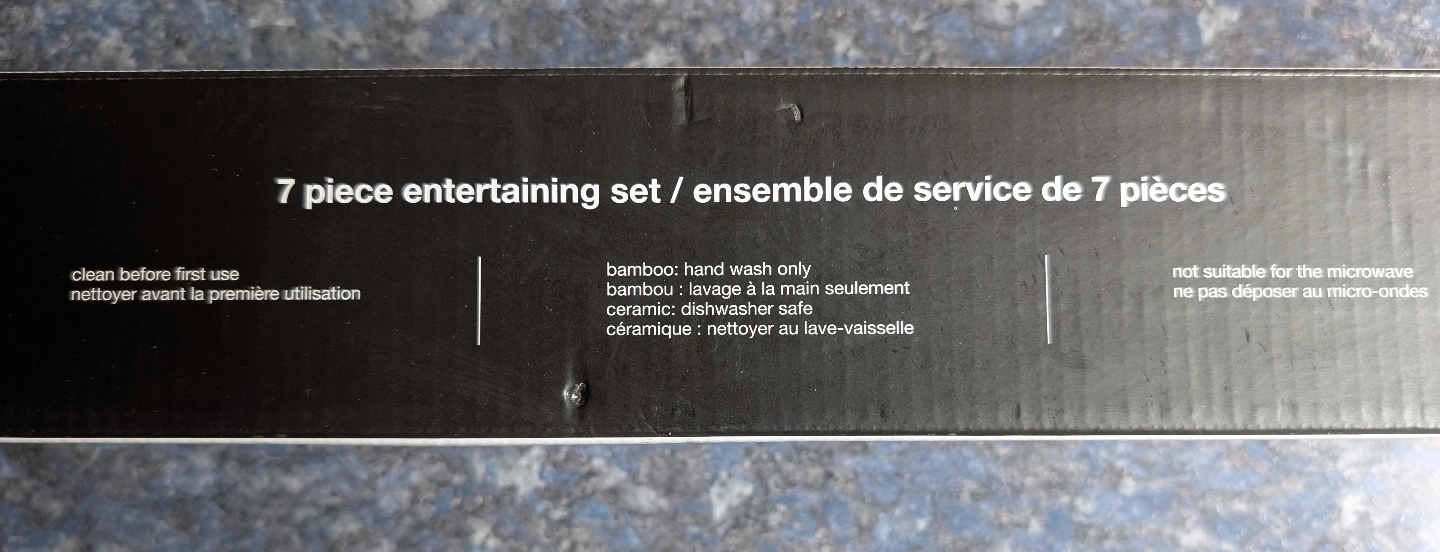 7 piece entertaining set / ensemble de service de 7 pièces
clean before first use
nettoyer avant la première utilisation
bamboo: hand wash only
bambou : lavage à la main seulement
ceramic: dishwasher safe
céramique : nettoyer au lave-vaisselle
not suitable for the microwave
ne pas déposer au micro-ondes